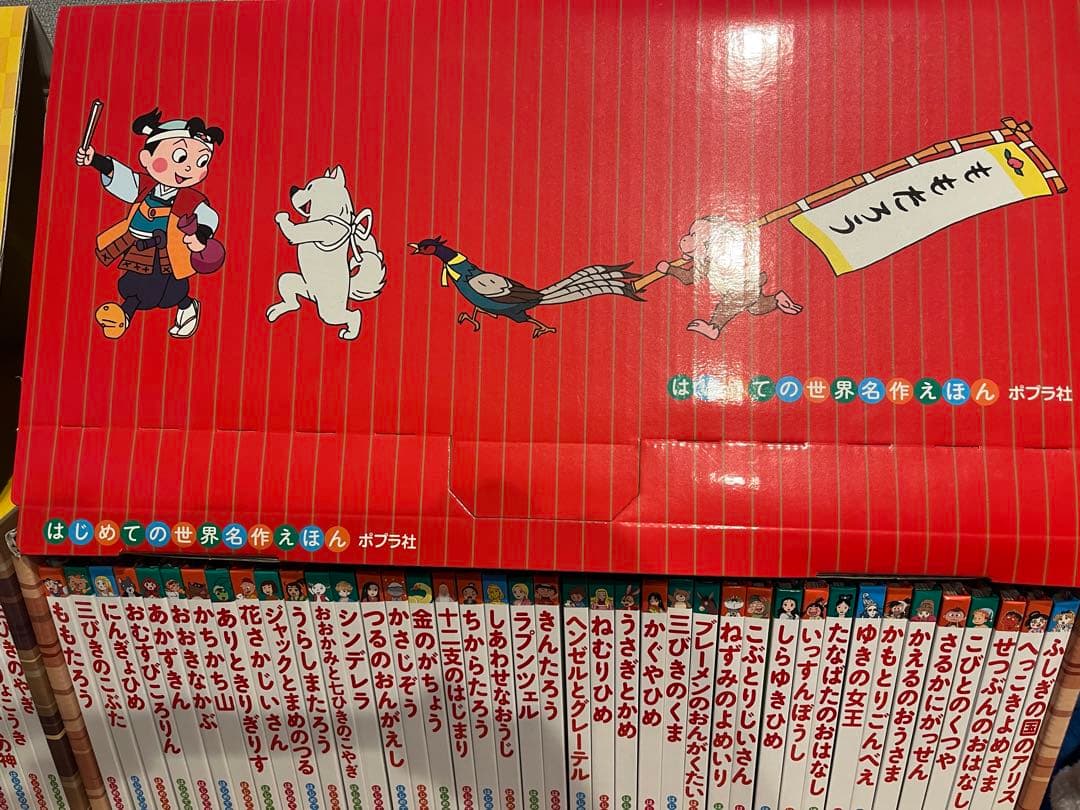 ももたろう
はじめての世界名作えほん ポプラ社
はじめての世界名作えほん ポプラ社
ももたろう
三びきのこぶた
にんぎょひめ
おむすびころりん
あかずきん
おおきなかぶ
かちかち山
ありときりぎりす
花さかじいさん
ジャックとまめのつる
うらしまたろう
おおかみと七ひきのこやぎ
シンデレラ
つるのおんがえし
かさじぞう
金のがちょう
十二支のはじまり
ちからたろう
しあわせなおうじ
ラプンツェル
きんたろう
ヘンゼルとグレーテル
ねむりひめ
うさぎとかめ
かぐやひめ
三びきのくま
ブレーメンのおんがくたい
ねずみのよめいり
こぶとりじいさん
しらゆきひめ
いっすんぼうし
たなばたのおはなし
ゆきの女王
かもとりごんべえ
かえるのおうさま
さるかにがっせん
こびとのくつや
せつぶんのおはなし
へっこきよめさま
ふしぎの国のアリス